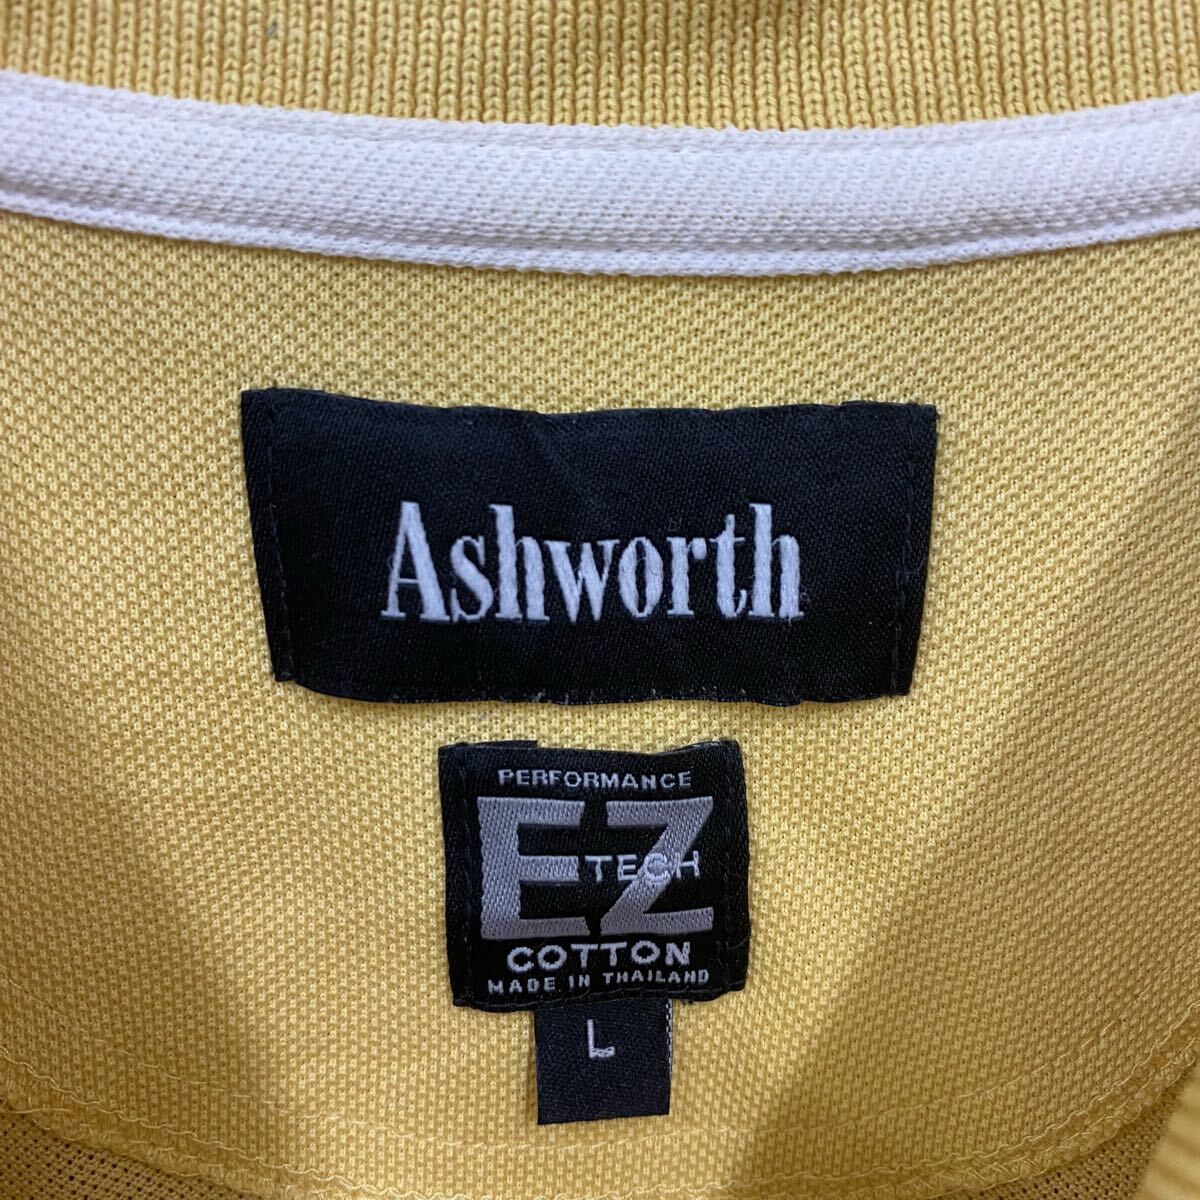 Ashworth
PERFORMANCE
EZ
TECH
COTTON
MADE IN THAILAND
L